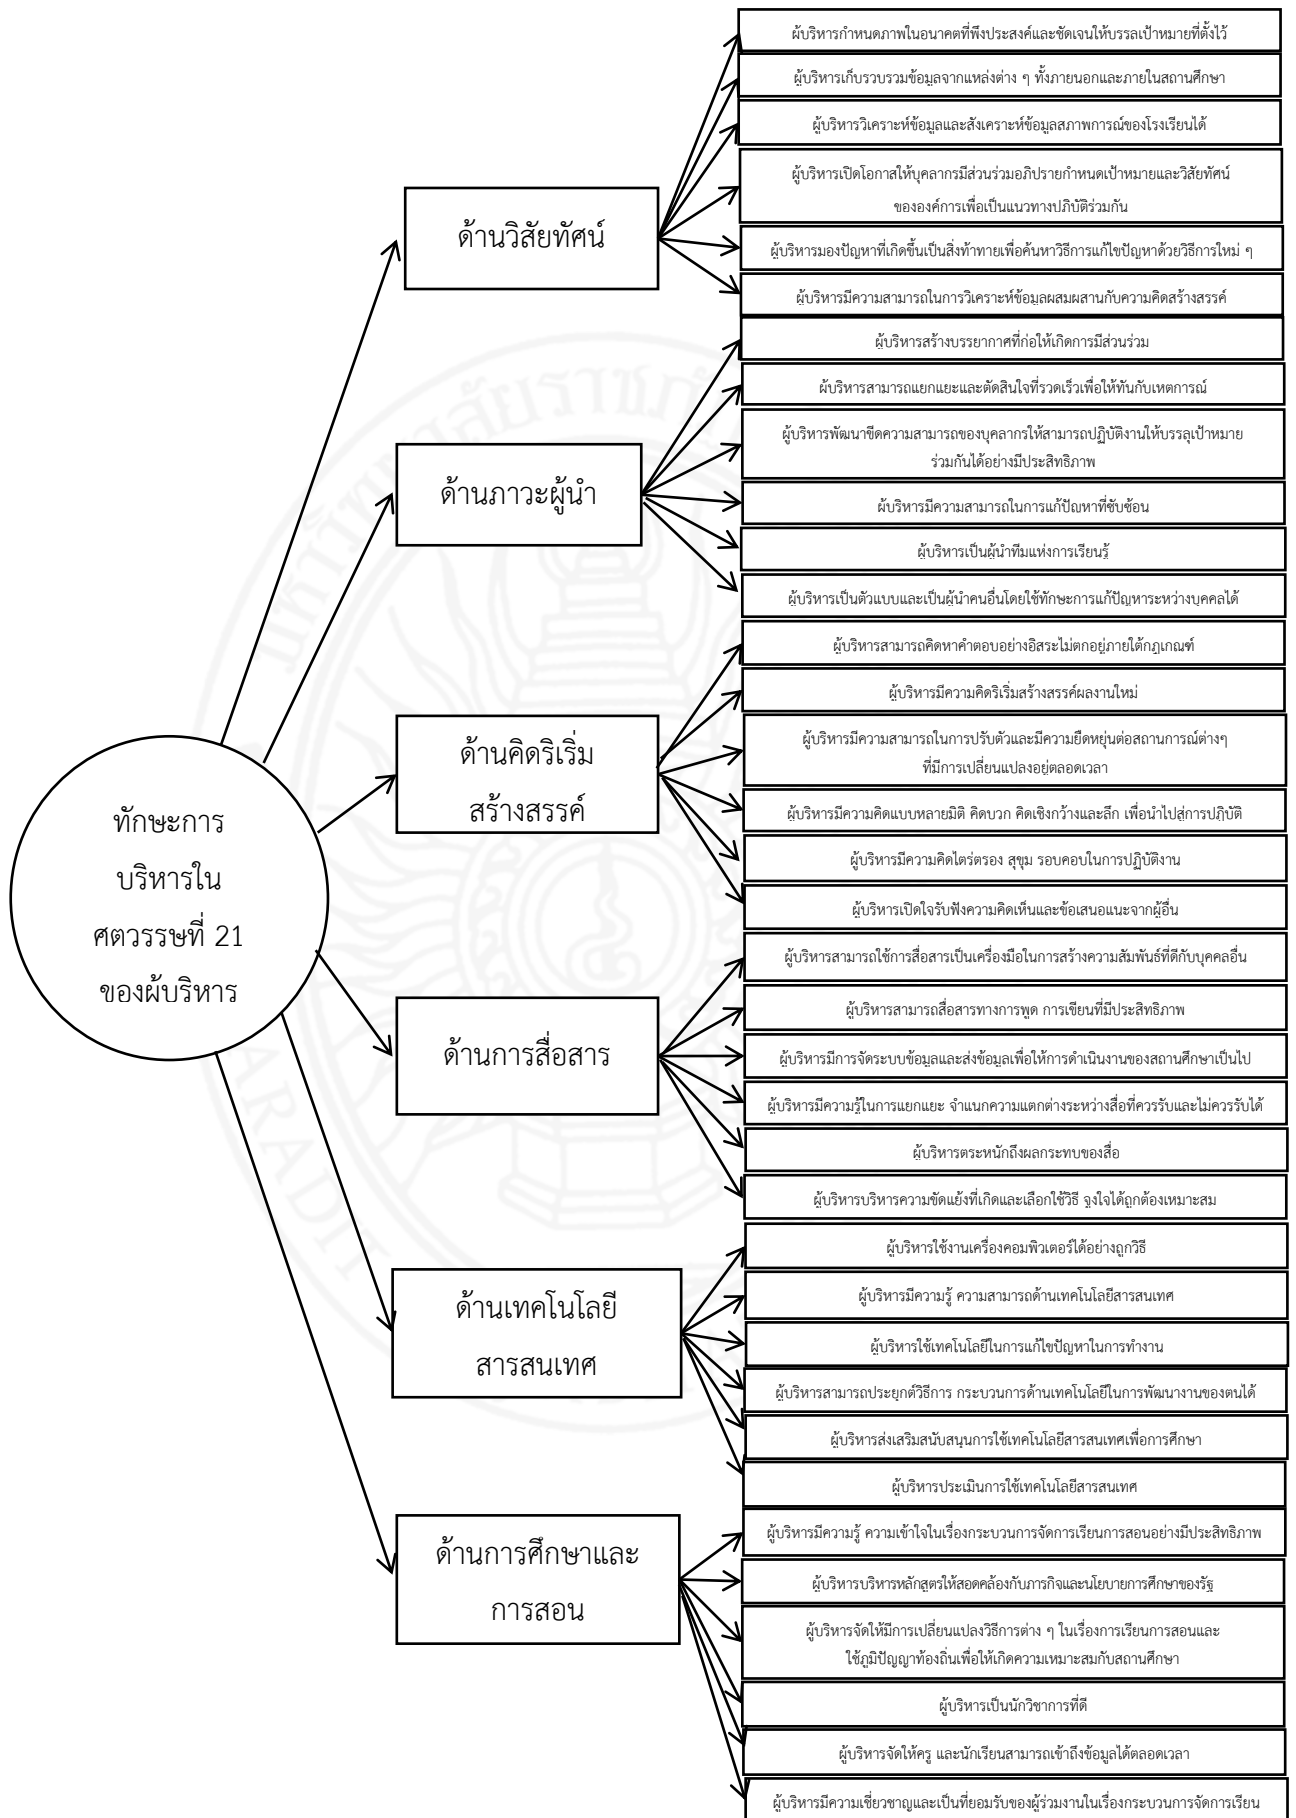 ทักษะการ
บริหารใน
ศตวรรษที่ 21
ของผู้บริหาร
ด้านวิสัยทัศน์
ผู้บริหารกำหนดภาพในอนาคตที่พึงประสงค์และชัดเจนให้บรรลุเป้าหมายที่ตั้งไว้
ผู้บริหารเก็บรวบรวมข้อมูลจากแหล่งต่าง ๆ ทั้งภายนอกและภายในสถานศึกษา
ผู้บริหารวิเคราะห์ข้อมูลและสังเคราะห์ข้อมูลสภาพการณ์ของโรงเรียนได้
ผู้บริหารเปิดโอกาสให้บุคลากรมีส่วนร่วมอภิปรายกำหนดเป้าหมายและวิสัยทัศน์
ขององค์การเพื่อเป็นแนวทางปฏิบัติร่วมกัน
ผู้บริหารมองปัญหาที่เกิดขึ้นเป็นสิ่งท้าทายเพื่อค้นหาวิธีการแก้ไขปัญหาด้วยวิธีการใหม่ ๆ
ผู้บริหารมีความสามารถในการวิเคราะห์ข้อมูลผสมผสานกับความคิดสร้างสรรค์
ด้านภาวะผู้นำ
ผู้บริหารสร้างบรรยากาศที่ก่อให้เกิดการมีส่วนร่วม
ผู้บริหารสามารถแยกแยะและตัดสินใจที่รวดเร็วเพื่อให้ทันกับเหตการณ์
ผู้บริหารพัฒนาขีดความสามารถของบุคลากรให้สามารถปฏิบัติงานให้บรรลุเป้าหมาย
ร่วมกันได้อย่างมีประสิทธิภาพ
ผู้บริหารมีความสามารถในการแก้ปัญหาที่ซับซ้อน
ผู้บริหารเป็นผู้นำทีมแห่งการเรียนรู้
ผู้บริหารเป็นตัวแบบและเป็นผู้นำคนอื่นโดยใช้ทักษะการแก้ปัญหาระหว่างบุคคลได้
ด้านคิดริเริ่ม
สร้างสรรค์
ผู้บริหารสามารถคิดหาคำตอบอย่างอิสระไม่ตกอยู่ภายใต้กฎเกณฑ์
ผู้บริหารมีความคิดริเริ่มสร้างสรรค์ผลงานใหม่
ผู้บริหารมีความสามารถในการปรับตัวและมีความยืดหยุ่นต่อสถานการณ์ต่างๆ
ที่มีการเปลี่ยนแปลงอยู่ตลอดเวลา
ผู้บริหารมีความคิดแบบหลายมิติ คิดบวก คิดเชิงกว้างและลึก เพื่อนำไปสู่การปฏิบัติ
ผู้บริหารมีความคิดไตร่ตรอง สุขุม รอบคอบในการปฏิบัติงาน
ผู้บริหารเปิดใจรับฟังความคิดเห็นและข้อเสนอแนะจากผู้อื่น
ด้านการสื่อสาร
ผู้บริหารสามารถใช้การสื่อสารเป็นเครื่องมือในการสร้างความสัมพันธ์ที่ดีกับบุคคลอื่น
ผู้บริหารสามารถสื่อสารทางการพูด การเขียนที่มีประสิทธิภาพ
ผู้บริหารมีการจัดระบบข้อมูลและส่งข้อมูลเพื่อให้การดำเนินงานของสถานศึกษาเป็นไป
ผู้บริหารมีความรู้ในการแยกแยะ จำแนกความแตกต่างระหว่างสื่อที่ควรรับและไม่ควรรับได้
ผู้บริหารตระหนักถึงผลกระทบของสื่อ
ผู้บริหารบริหารความขัดแย้งที่เกิดและเลือกใช้วิธี จูงใจได้ถูกต้องเหมาะสม
ด้านเทคโนโลยี
สารสนเทศ
ผู้บริหารใช้งานเครื่องคอมพิวเตอร์ได้อย่างถูกวิธี
ผู้บริหารมีความรู้ ความสามารถด้านเทคโนโลยีสารสนเทศ
ผู้บริหารใช้เทคโนโลยีในการแก้ไขปัญหาในการทำงาน
ผู้บริหารสามารถประยุกต์วิธีการ กระบวนการด้านเทคโนโลยีในการพัฒนางานของตนได้
ผู้บริหารส่งเสริมสนับสนุนการใช้เทคโนโลยีสารสนเทศเพื่อการศึกษา
ผู้บริหารประเมินการใช้เทคโนโลยีสารสนเทศ
ด้านการศึกษาและ
การสอน
ผู้บริหารมีความรู้ ความเข้าใจในเรื่องกระบวนการจัดการเรียนการสอนอย่างมีประสิทธิภาพ
ผู้บริหารบริหารหลักสูตรให้สอดคล้องกับภารกิจและนโยบายการศึกษาของรัฐ
ผู้บริหารจัดให้มีการเปลี่ยนแปลงวิธีการต่าง ๆ ในเรื่องการเรียนการสอนและ
ใช้ภูมิปัญญาท้องถิ่นเพื่อให้เกิดความเหมาะสมกับสถานศึกษา
ผู้บริหารเป็นนักวิชาการที่ดี
ผู้บริหารจัดให้ครู และนักเรียนสามารถเข้าถึงข้อมูลได้ตลอดเวลา
ผู้บริหารมีความเชี่ยวชาญและเป็นที่ยอมรับของผู้ร่วมงานในเรื่องกระบวนการจัดการเรียน